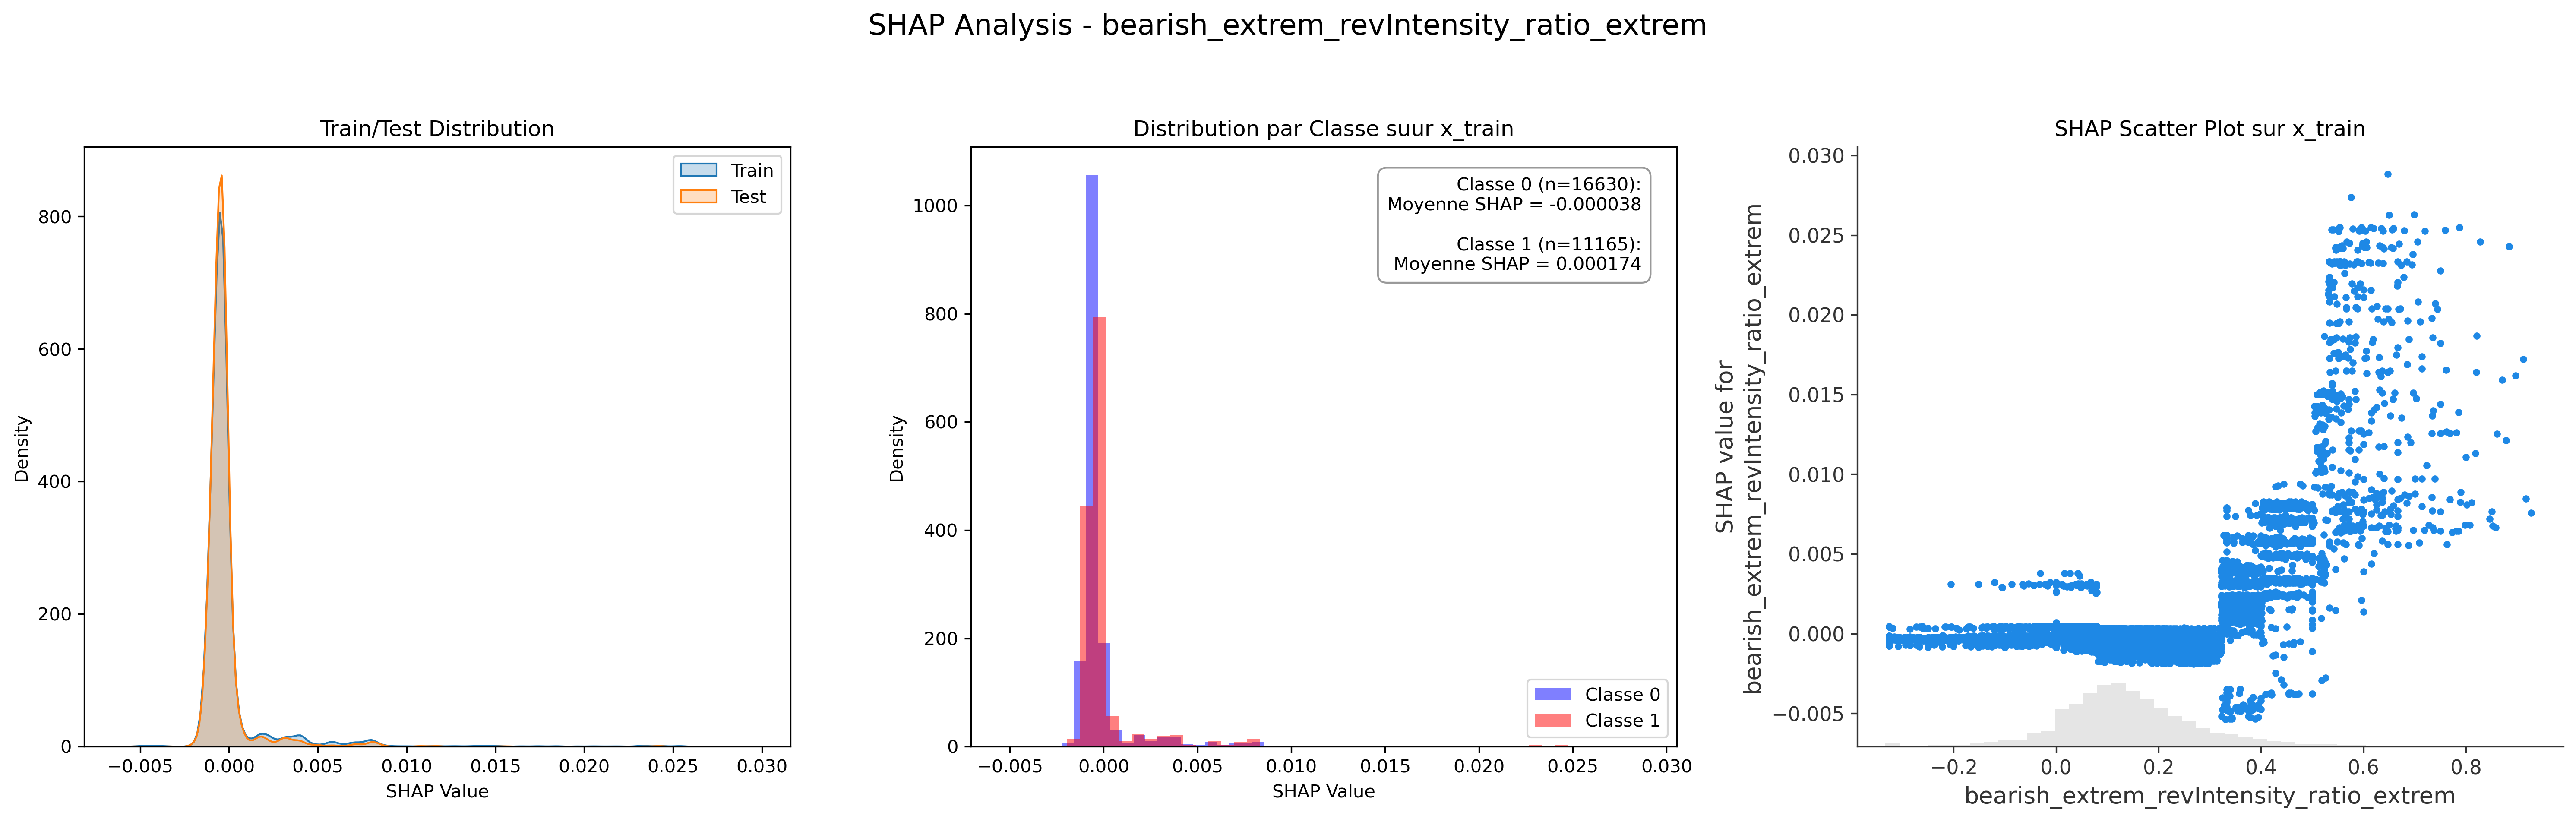 SHAP Analysis - bearish_extrem_revIntensity_ratio_extrem
Train/Test Distribution
Train
Test
800
600
400
200
0
Density
−0.005
0.000
0.005
0.010
0.015
0.020
0.025
0.030
SHAP Value
Distribution par Classe suur x_train
Classe 0 (n=16630):
Moyenne SHAP = -0.000038
Classe 1 (n=11165):
Moyenne SHAP = 0.000174
1000
800
600
400
200
0
Density
Classe 0
Classe 1
−0.005
0.000
0.005
0.010
0.015
0.020
0.025
0.030
SHAP Value
SHAP Scatter Plot sur x_train
0.030
0.025
0.020
0.015
0.010
0.005
0.000
−0.005
SHAP value for
bearish_extrem_revIntensity_ratio_extrem
−0.2
0.0
0.2
0.4
0.6
0.8
bearish_extrem_revIntensity_ratio_extrem